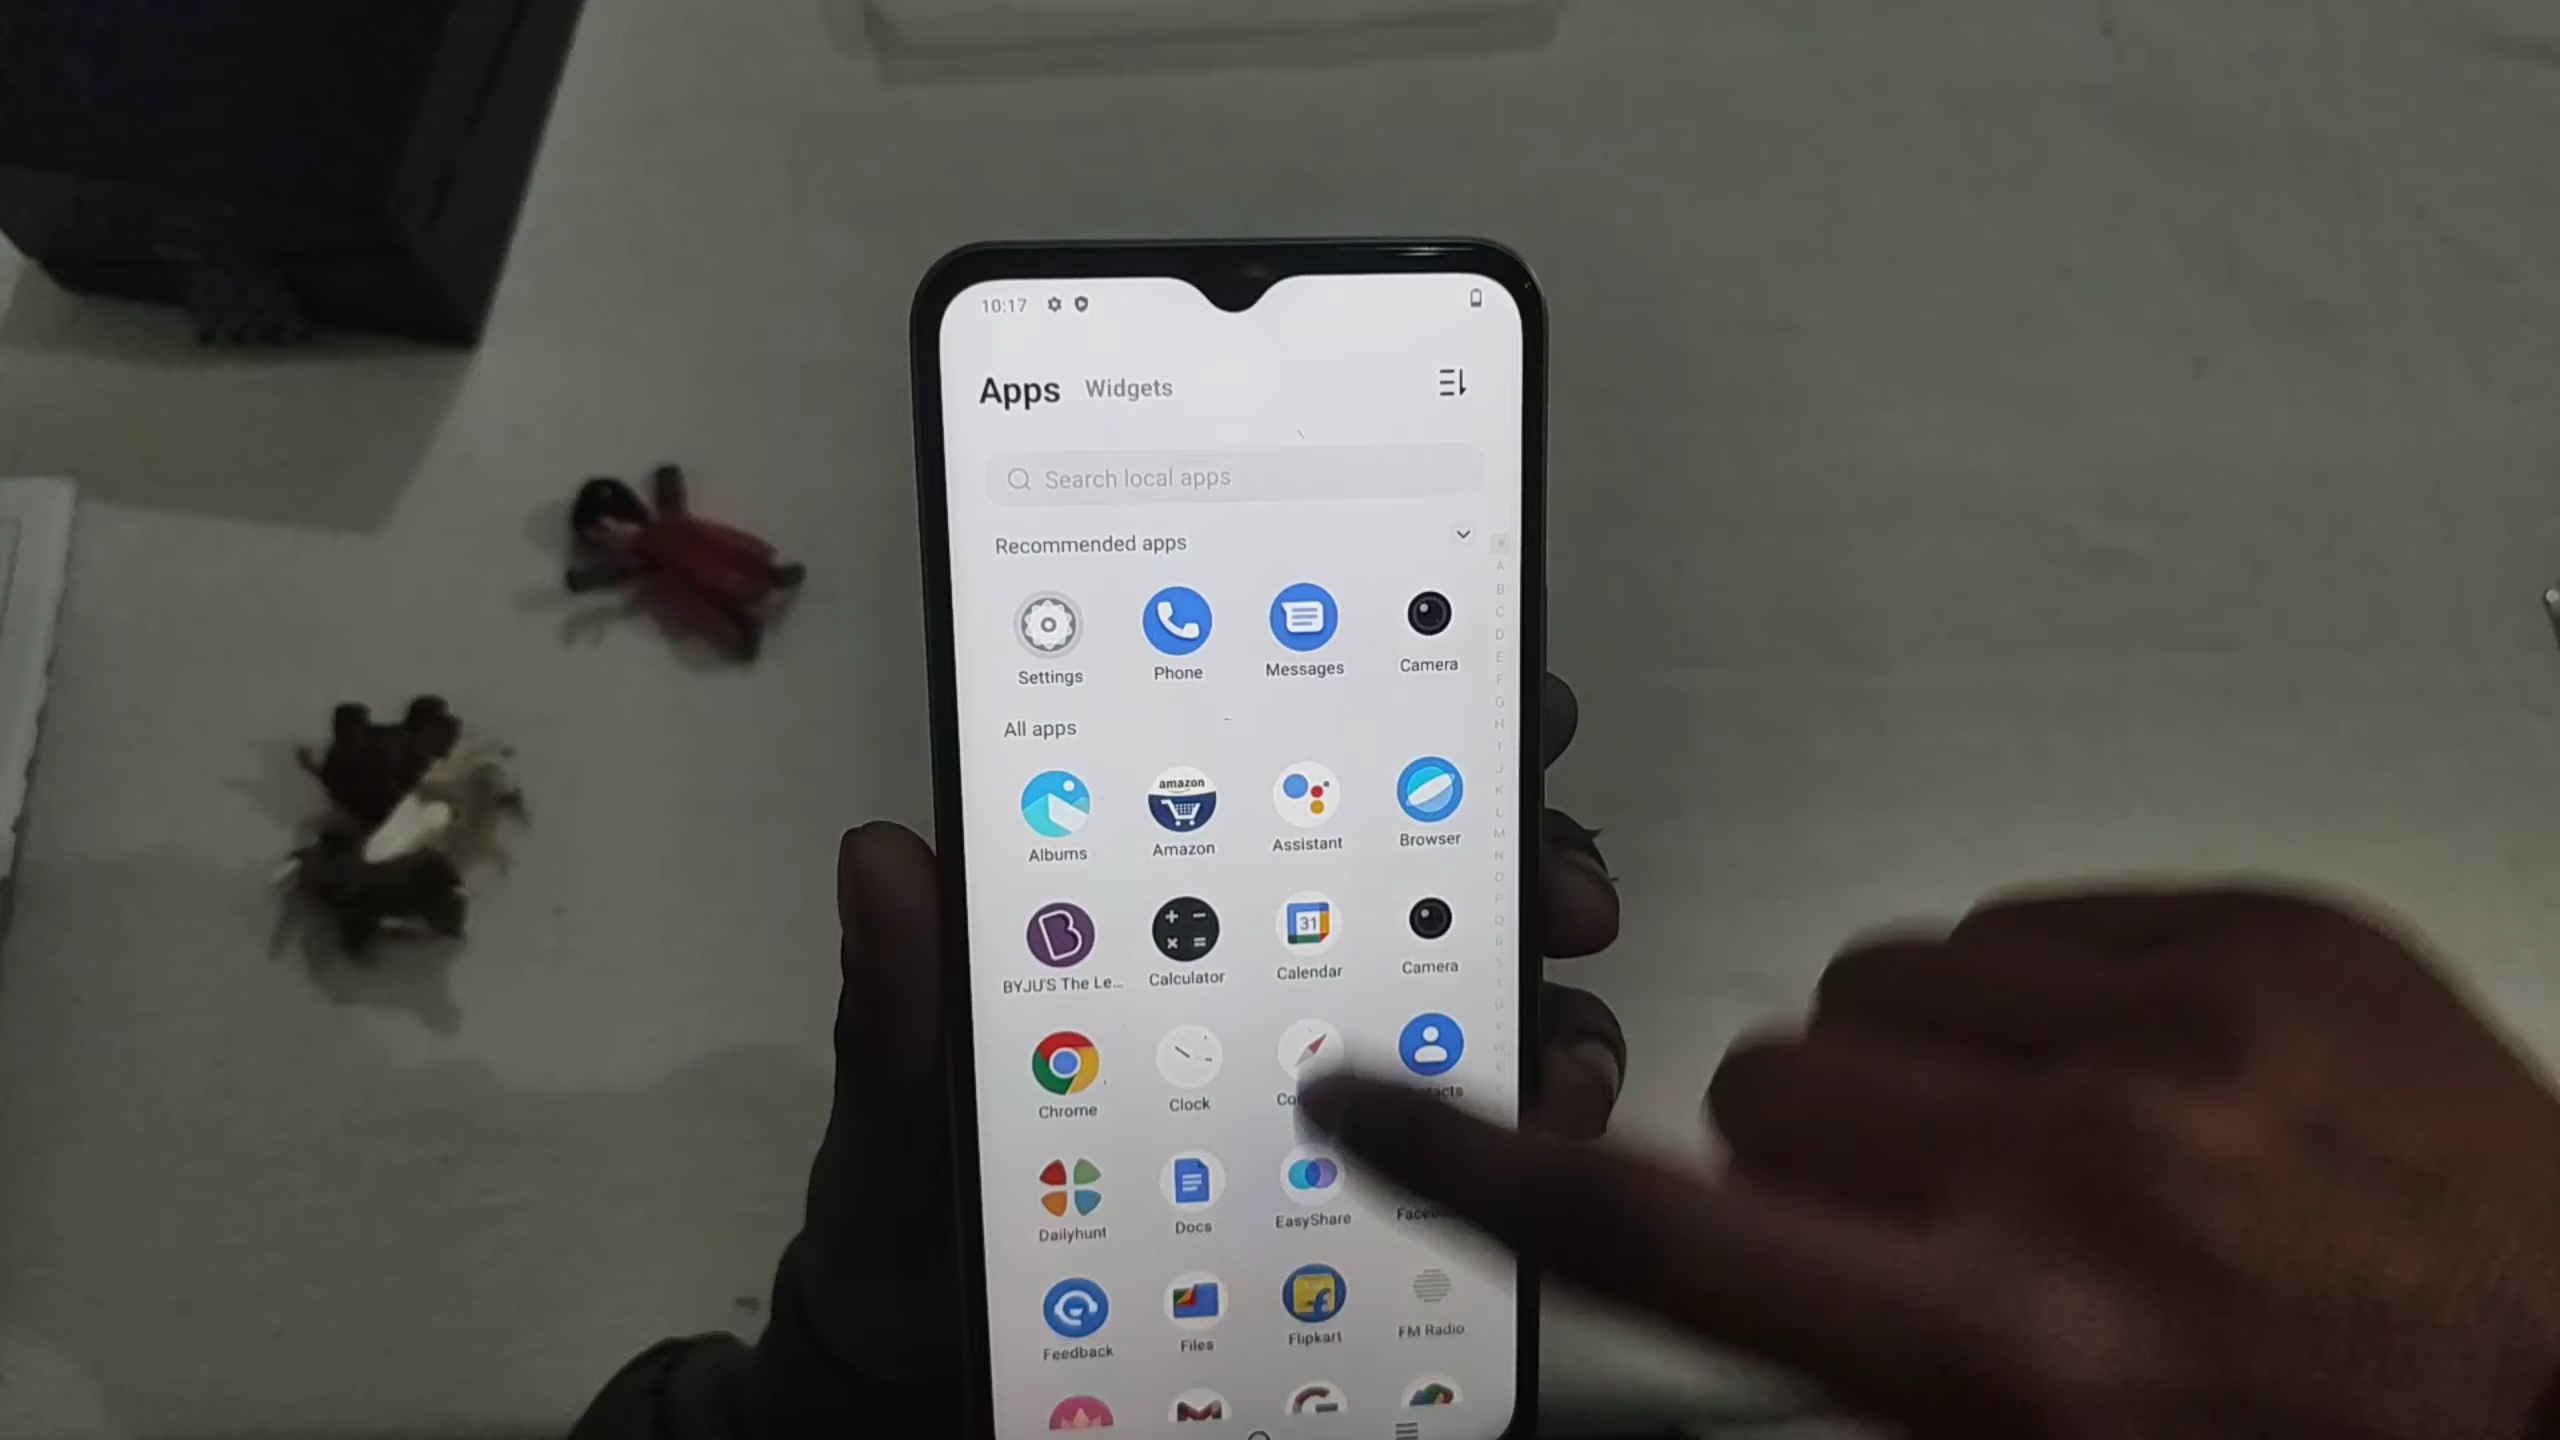 10:17
Apps Widgets
Search local apps
Recommended apps
Settings Phone Messages Camera
All apps
amazon
Albums Amazon Assistant Browser
31
BYJU'S The Le... Calculator Calendar Camera
Chrome Clock
Dailyhunt Docs EasyShare
Feedback Files Flipkart FM Radio
A
B
C
D
E
F
G
H
I
J
K
L
M
N
O
P
Q
R
S
T
U
V
W